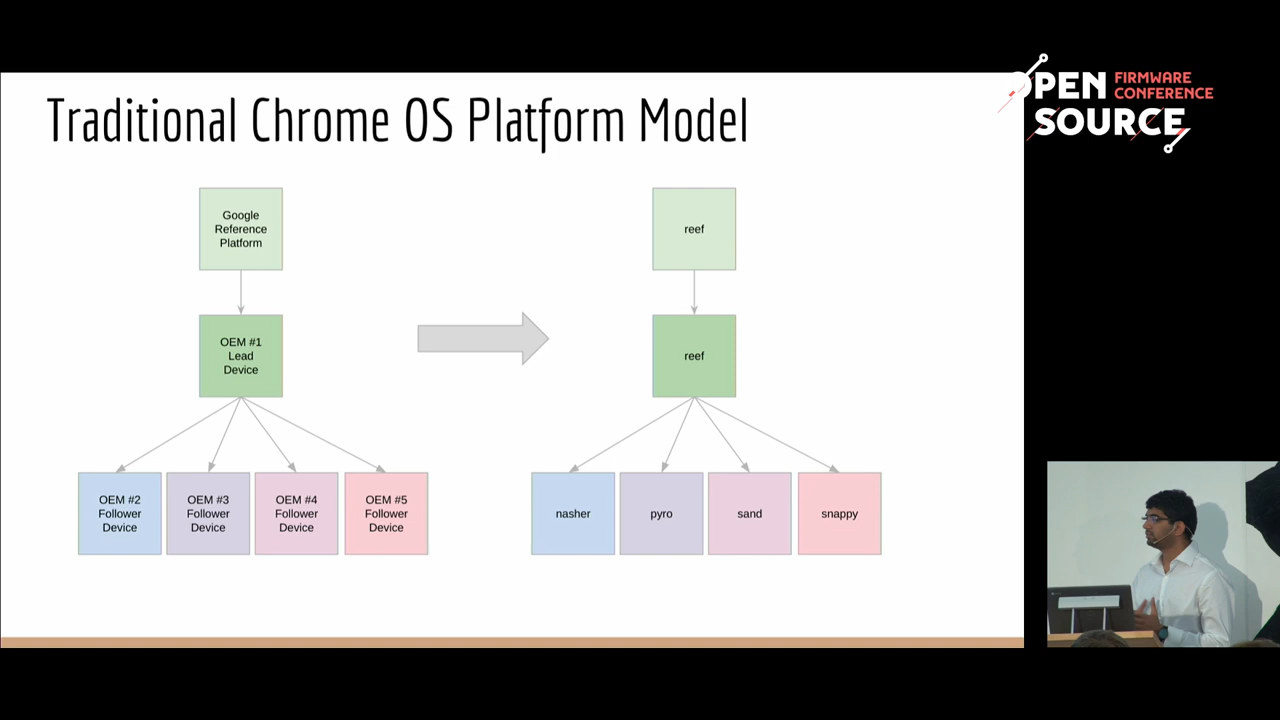 Traditional Chrome OS Platform Model
OPEN
FIRMWARE
CONFERENCE
SOURCE
Google
Reference
Platform
reef
OEM #1
Lead
Device
reef
OEM #2
Follower
Device
OEM #3
Follower
Device
OEM #4
Follower
Device
OEM #5
Follower
Device
nasher
pyro
sand
snappy